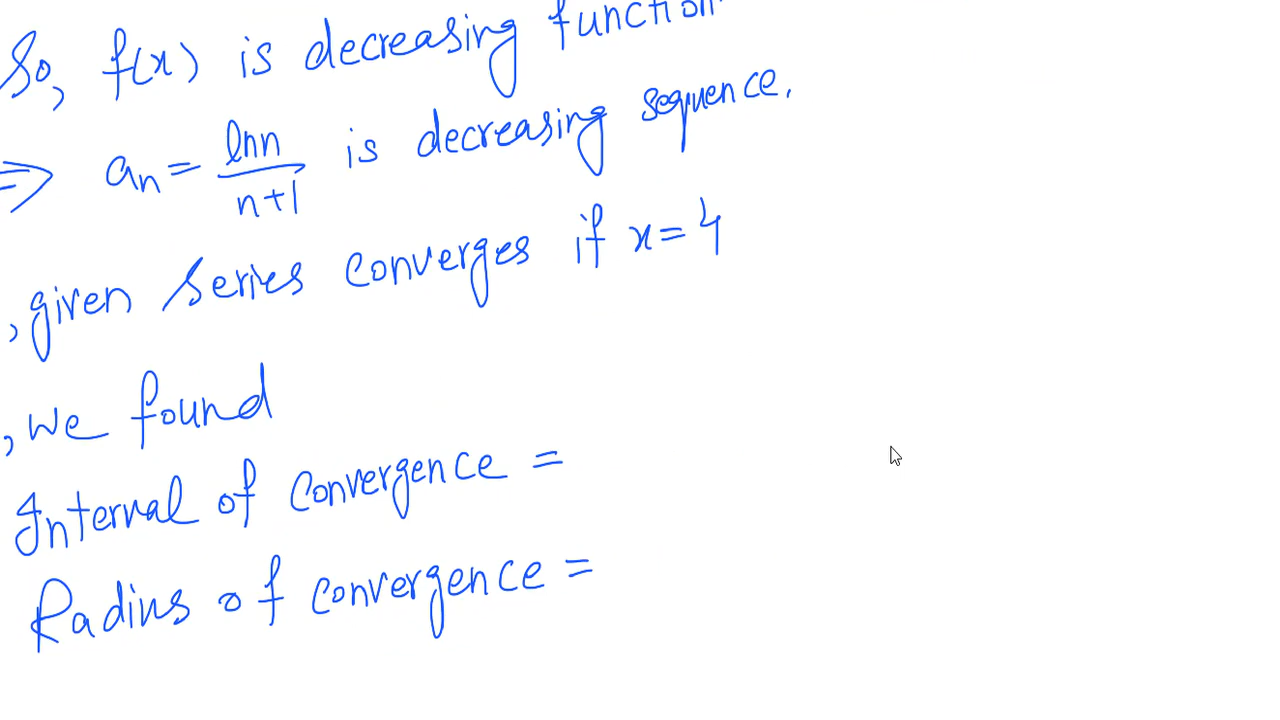 So, f(x) is decreasing function
⇒ an = lnn/n+1 is decreasing sequence.
, given series converges if x=4
, we found
Interval of convergence =
Radius of convergence =